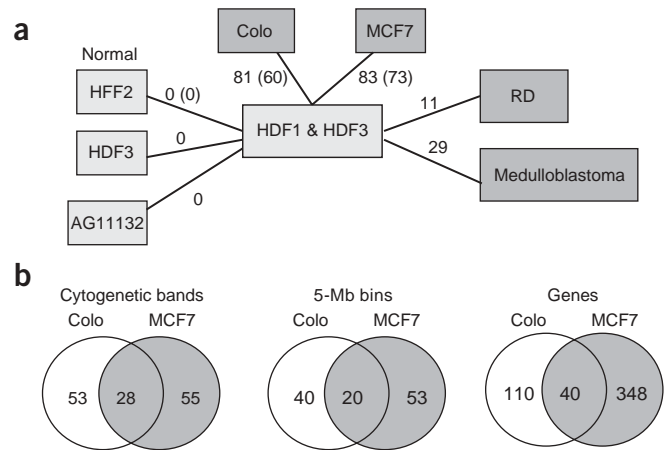 a
Colo
MCF7
Normal
HFF2
0 (0)
81 (60)
83 (73)
11
RD
HDF1 & HDF3
HDF3
0
29
Medulloblastoma
0
AG11132
b
Cytogenetic bands
Colo MCF7
53 28 55
5-Mb bins
Colo MCF7
40 20 53
Genes
Colo MCF7
110 40 348